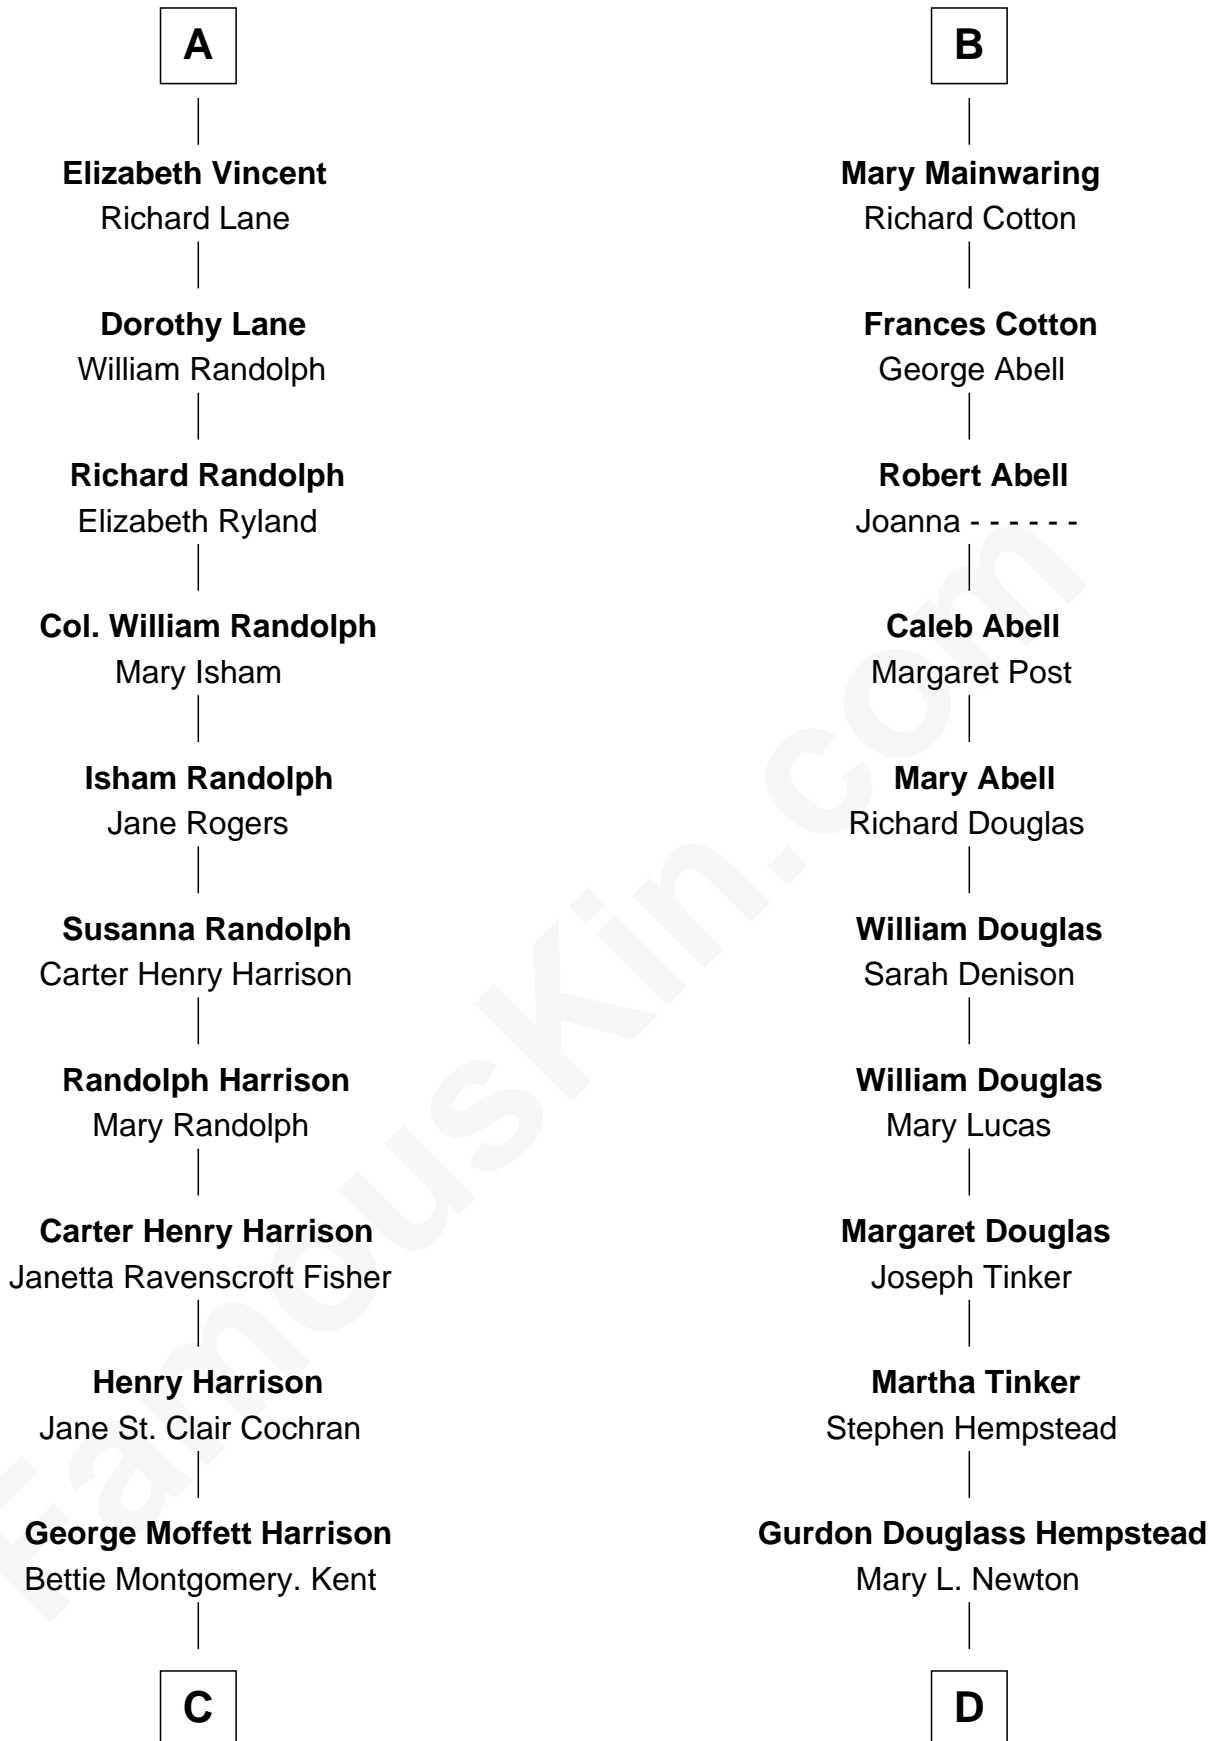 A
Elizabeth Vincent
Richard Lane
Dorothy Lane
William Randolph
Richard Randolph
Elizabeth Ryland
Col. William Randolph
Mary Isham
Isham Randolph
Jane Rogers
Susanna Randolph
Carter Henry Harrison
Randolph Harrison
Mary Randolph
Carter Henry Harrison
Janetta Ravenscroft Fisher
Henry Harrison
Jane St. Clair Cochran
George Moffett Harrison
Bettie Montgomery. Kent
C
B
Mary Mainwaring
Richard Cotton
Frances Cotton
George Abell
Robert Abell
Joanna - - - - - -
Caleb Abell
Margaret Post
Mary Abell
Richard Douglas
William Douglas
Sarah Denison
William Douglas
Mary Lucas
Margaret Douglas
Joseph Tinker
Martha Tinker
Stephen Hempstead
Gurdon Douglass Hempstead
Mary L. Newton
D
FamousKin.com